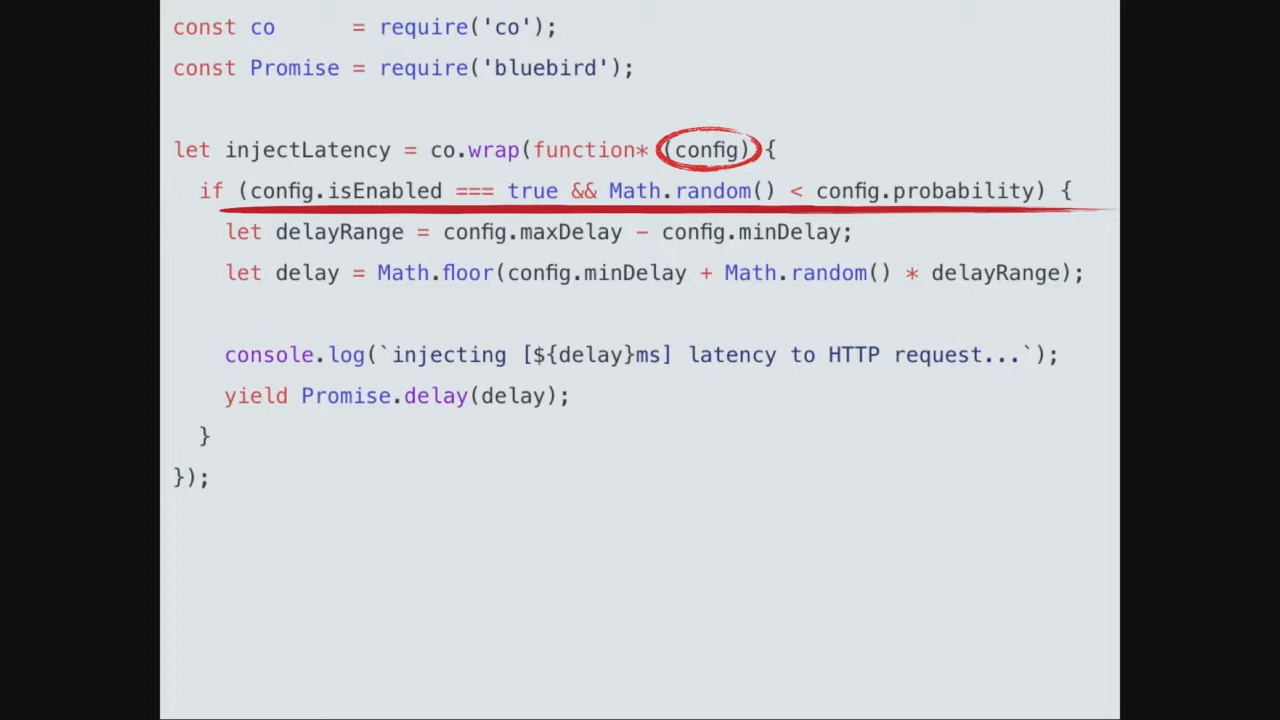 const co      = require('co');
const Promise = require('bluebird');
let injectLatency = co.wrap(function* (config) {
  if (config.isEnabled === true && Math.random() < config.probability) {
    let delayRange = config.maxDelay - config.minDelay;
    let delay = Math.floor(config.minDelay + Math.random() * delayRange);
    console.log(`injecting [${delay}ms] latency to HTTP request...`);
    yield Promise.delay(delay);
  }
});